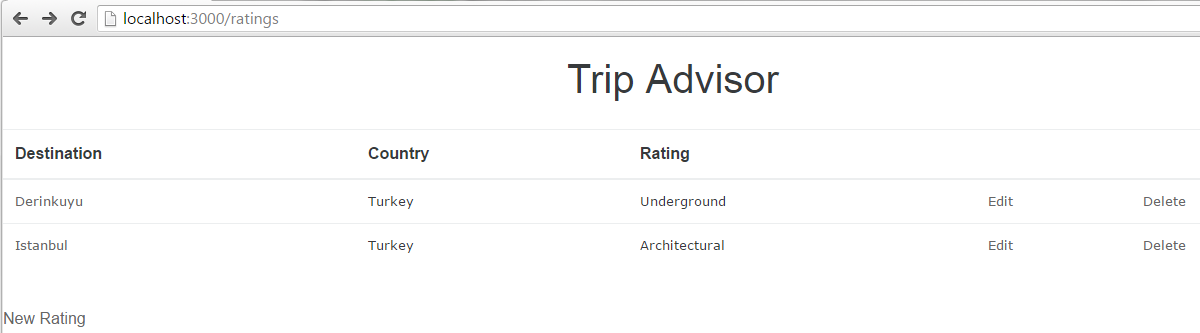 localhost:3000/ratings
Trip Advisor
Destination Country Rating
Derinkuyu Turkey Underground Edit Delete
Istanbul Turkey Architectural Edit Delete
New Rating